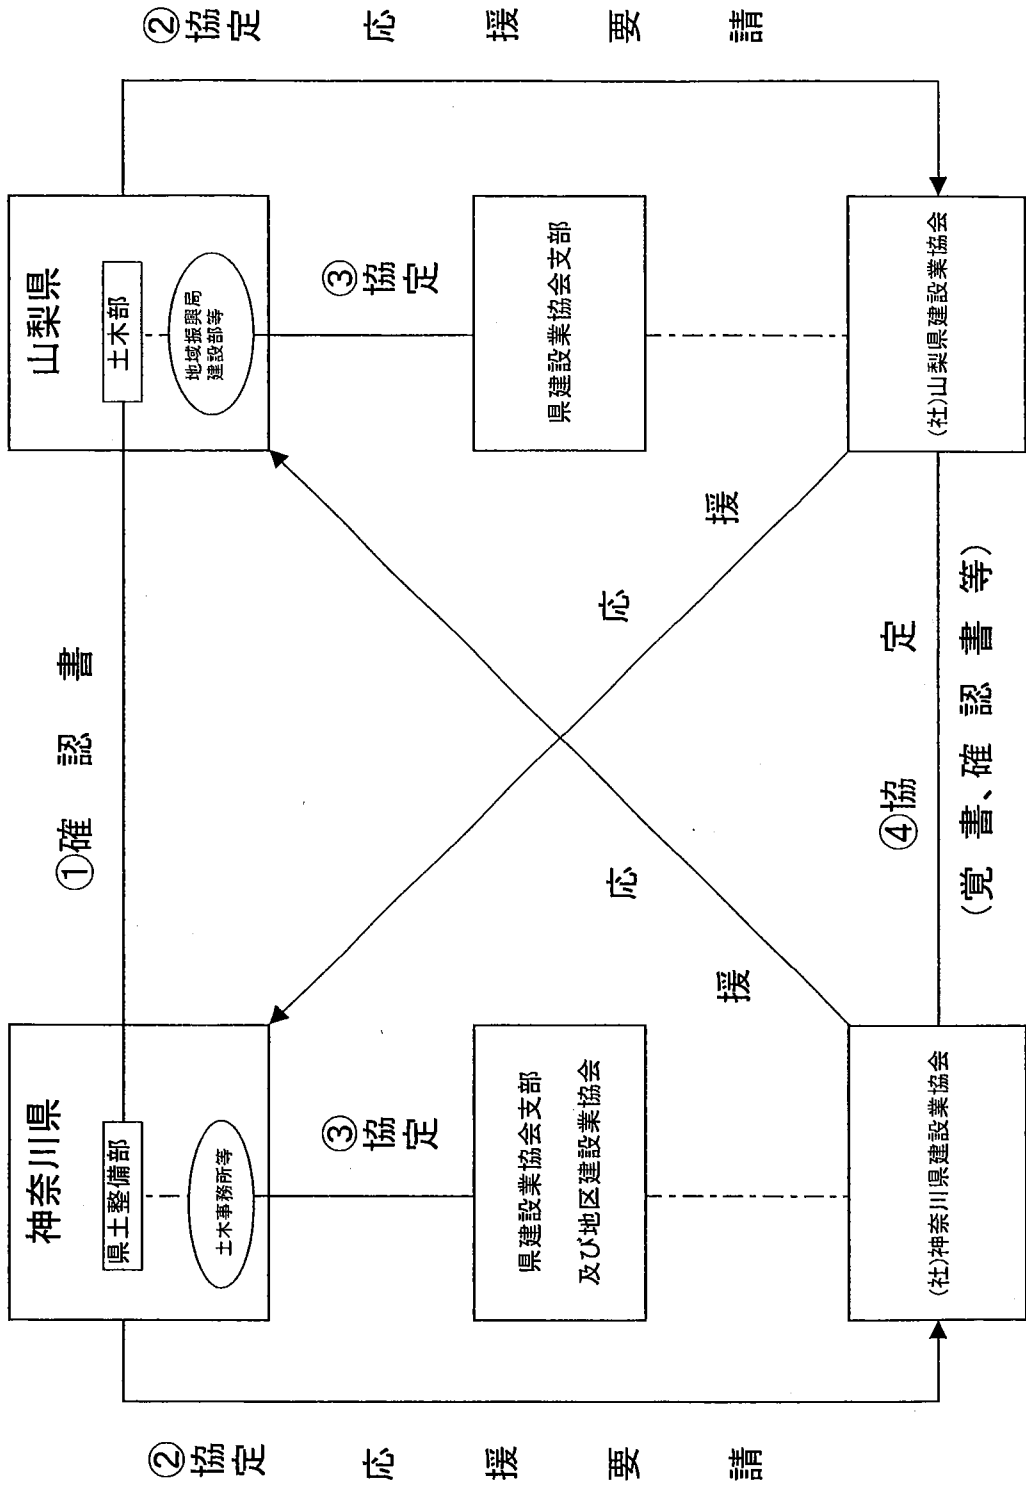 ①確認書
神奈川県
県土整備部
土木事務所等
山梨県
土木部
地域振興局
建設部等
②協定
応援要請
③協定
県建設業協会支部
及び地区建設業協会
③協定
県建設業協会支部
②協定
応援要請
応援
応援
(社)神奈川県建設業協会
(社)山梨県建設業協会
④協定
(覚書、確認書等)